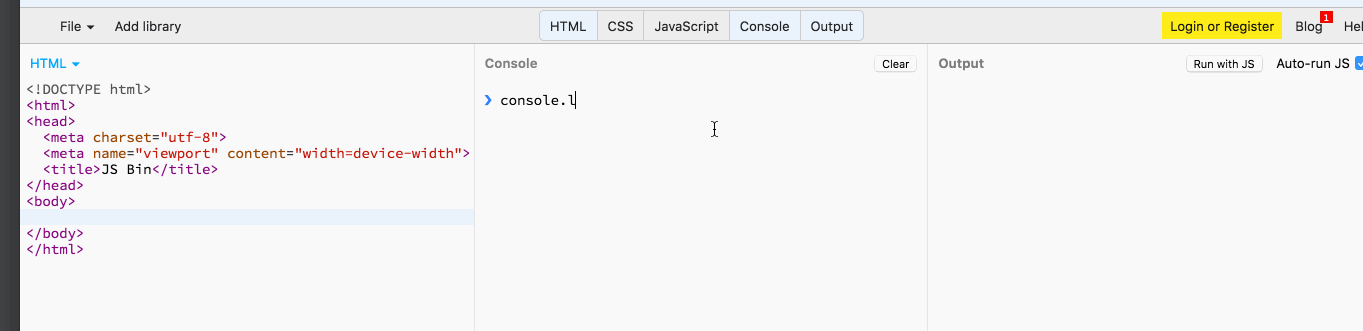 File Add library HTML CSS JavaScript Console Output Login or Register Blog 1
HTML
<!DOCTYPE html>
<html>
<head>
  <meta charset="utf-8">
  <meta name="viewport" content="width=device-width">
  <title>JS Bin</title>
</head>
<body>
</body>
</html>
Console Clear
❯ console.l
Output Run with JS Auto-run JS